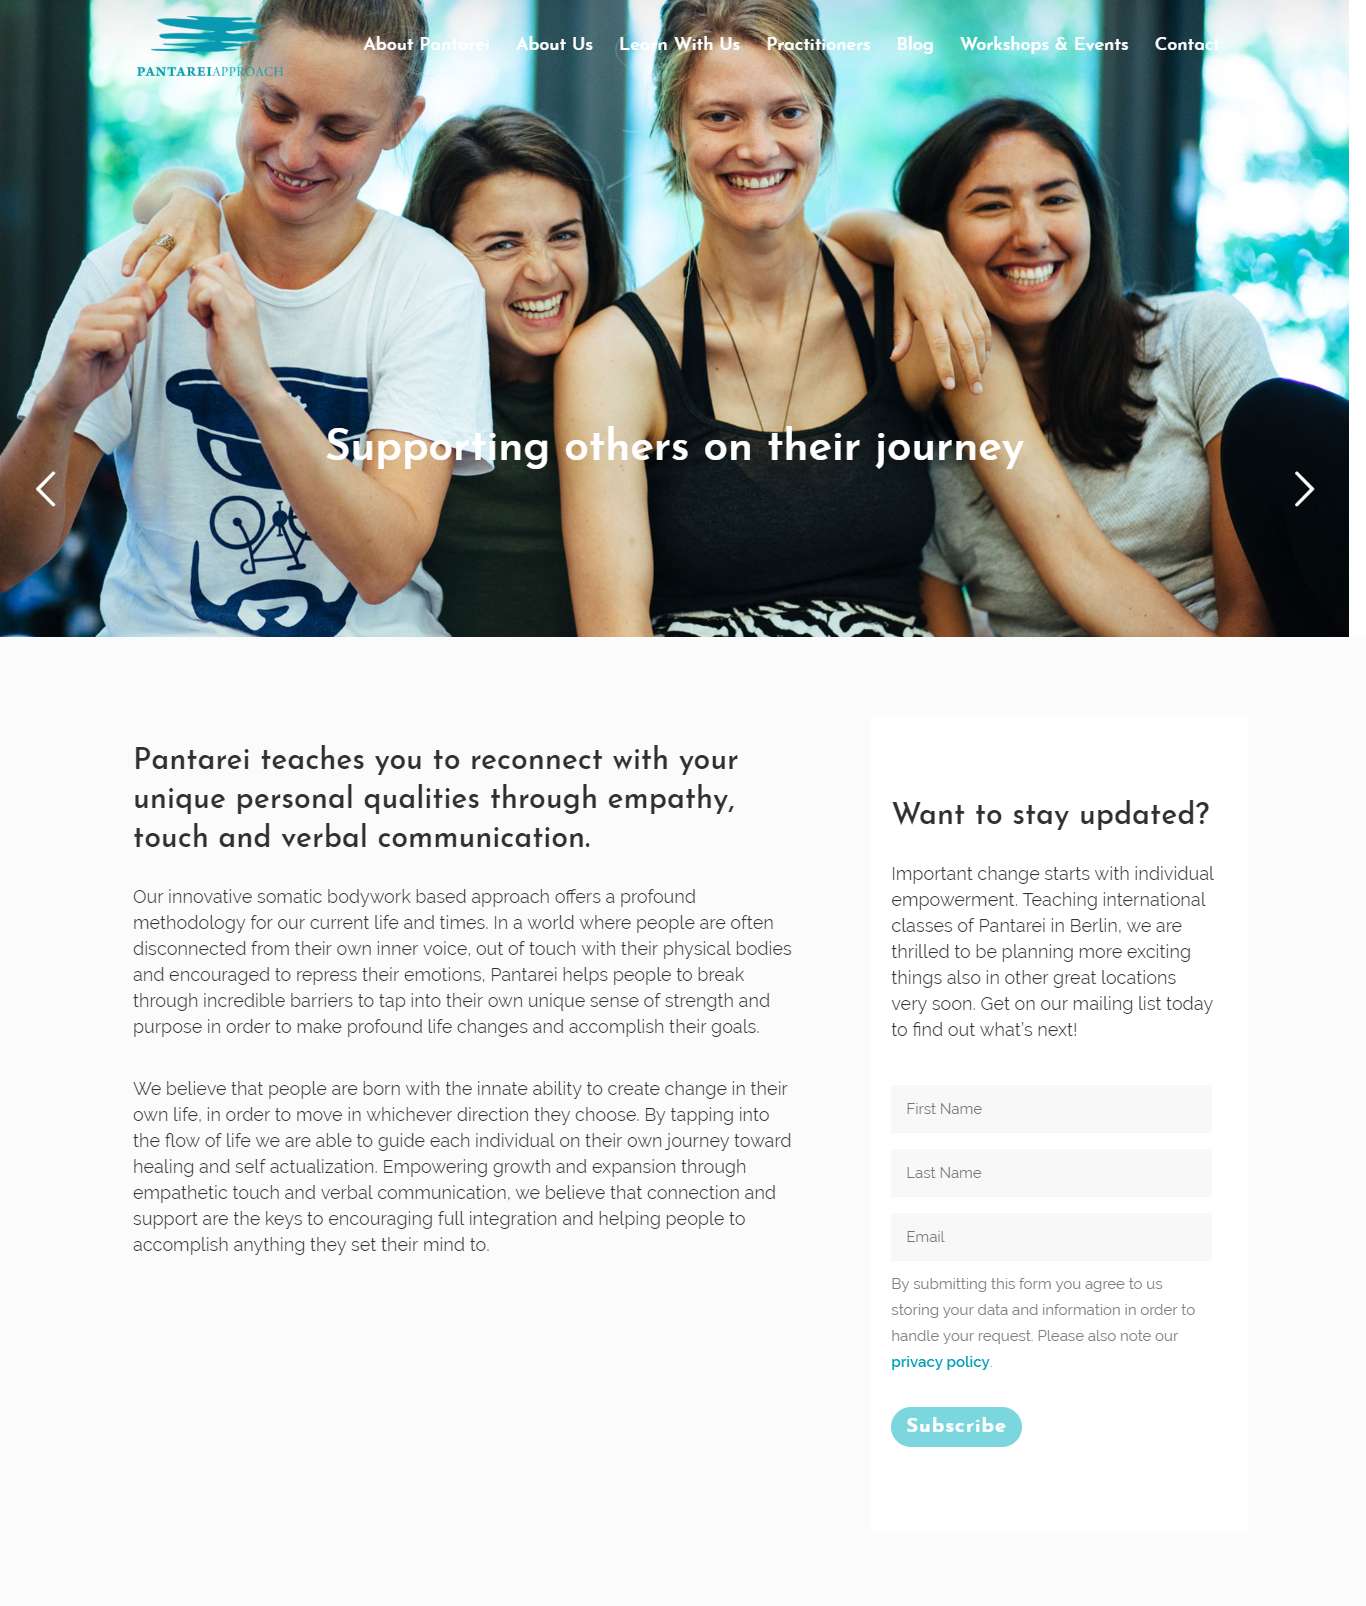 PANTAREIAPPROACH
About Pantarei About Us Learn With Us Practitioners Blog Workshops & Events Contact
Supporting others on their journey
Pantarei teaches you to reconnect with your
unique personal qualities through empathy,
touch and verbal communication.
Our innovative somatic bodywork based approach offers a profound
methodology for our current life and times. In a world where people are often
disconnected from their own inner voice, out of touch with their physical bodies
and encouraged to repress their emotions, Pantarei helps people to break
through incredible barriers to tap into their own unique sense of strength and
purpose in order to make profound life changes and accomplish their goals.
We believe that people are born with the innate ability to create change in their
own life, in order to move in whichever direction they choose. By tapping into
the flow of life we are able to guide each individual on their own journey toward
healing and self actualization. Empowering growth and expansion through
empathetic touch and verbal communication, we believe that connection and
support are the keys to encouraging full integration and helping people to
accomplish anything they set their mind to.
Want to stay updated?
Important change starts with individual
empowerment. Teaching international
classes of Pantarei in Berlin, we are
thrilled to be planning more exciting
things also in other great locations
very soon. Get on our mailing list today
to find out what's next!
First Name
Last Name
Email
By submitting this form you agree to us
storing your data and information in order to
handle your request. Please also note our
privacy policy.
Subscribe